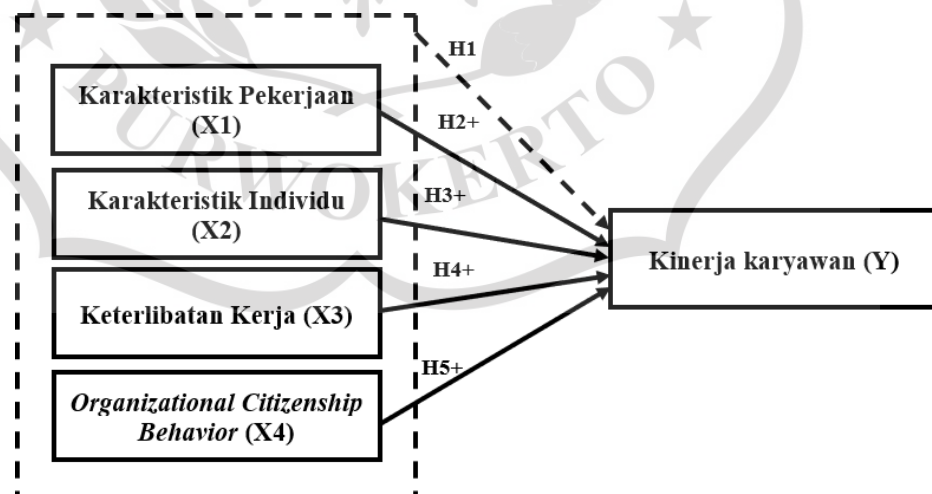 H1
Karakteristik Pekerjaan
(X1)
H2+
Karakteristik Individu
(X2)
H3+
Kinerja karyawan (Y)
H4+
Keterlibatan Kerja (X3)
H5+
Organizational Citizenship
Behavior (X4)
PURWOKERTO